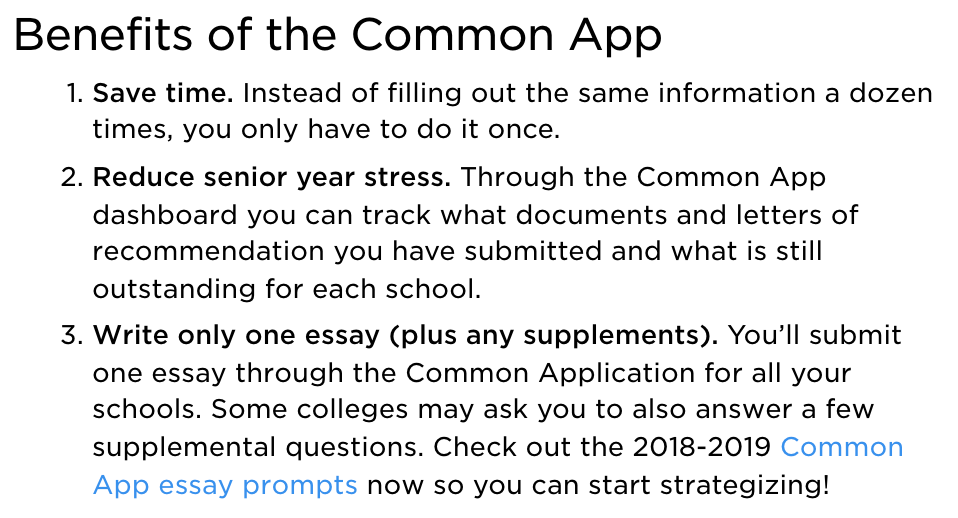 Benefits of the Common App
1. Save time. Instead of filling out the same information a dozen
times, you only have to do it once.
2. Reduce senior year stress. Through the Common App
dashboard you can track what documents and letters of
recommendation you have submitted and what is still
outstanding for each school.
3. Write only one essay (plus any supplements). You’ll submit
one essay through the Common Application for all your
schools. Some colleges may ask you to also answer a few
supplemental questions. Check out the 2018-2019 Common
App essay prompts now so you can start strategizing!